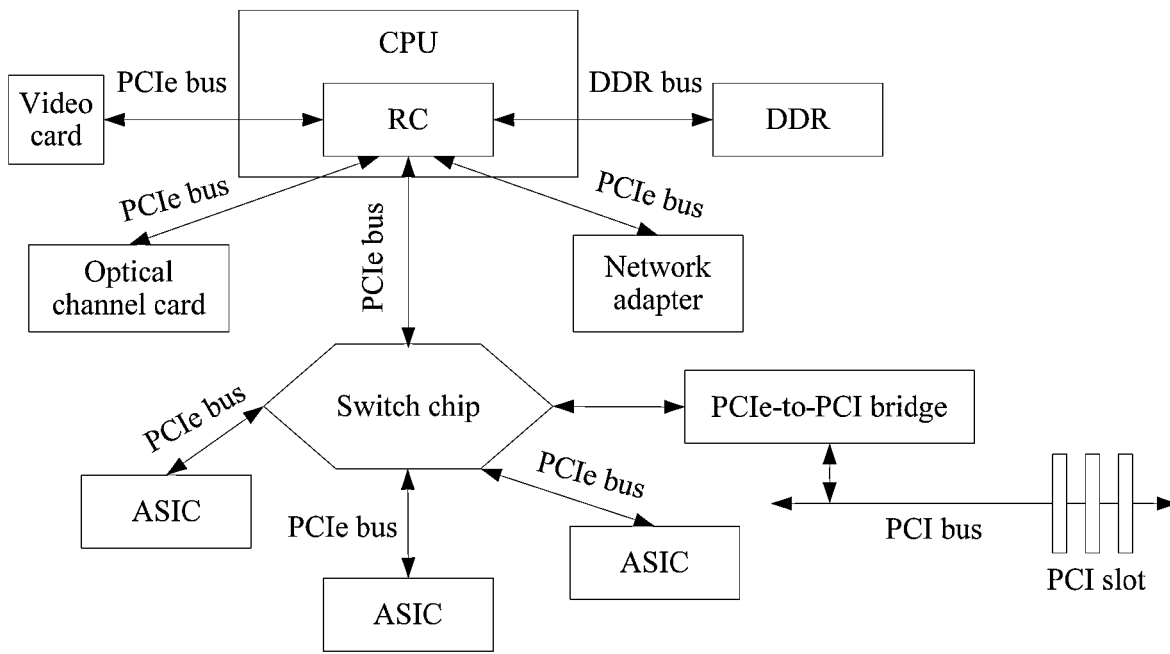 CPU
PCIe bus
DDR bus
Video
card
RC
DDR
PCIe bus
PCIe bus
PCIe bus
Optical
channel card
Network
adapter
Switch chip
PCIe-to-PCI bridge
PCIe bus
PCIe bus
PCIe bus
ASIC
ASIC
ASIC
PCI bus
PCI slot